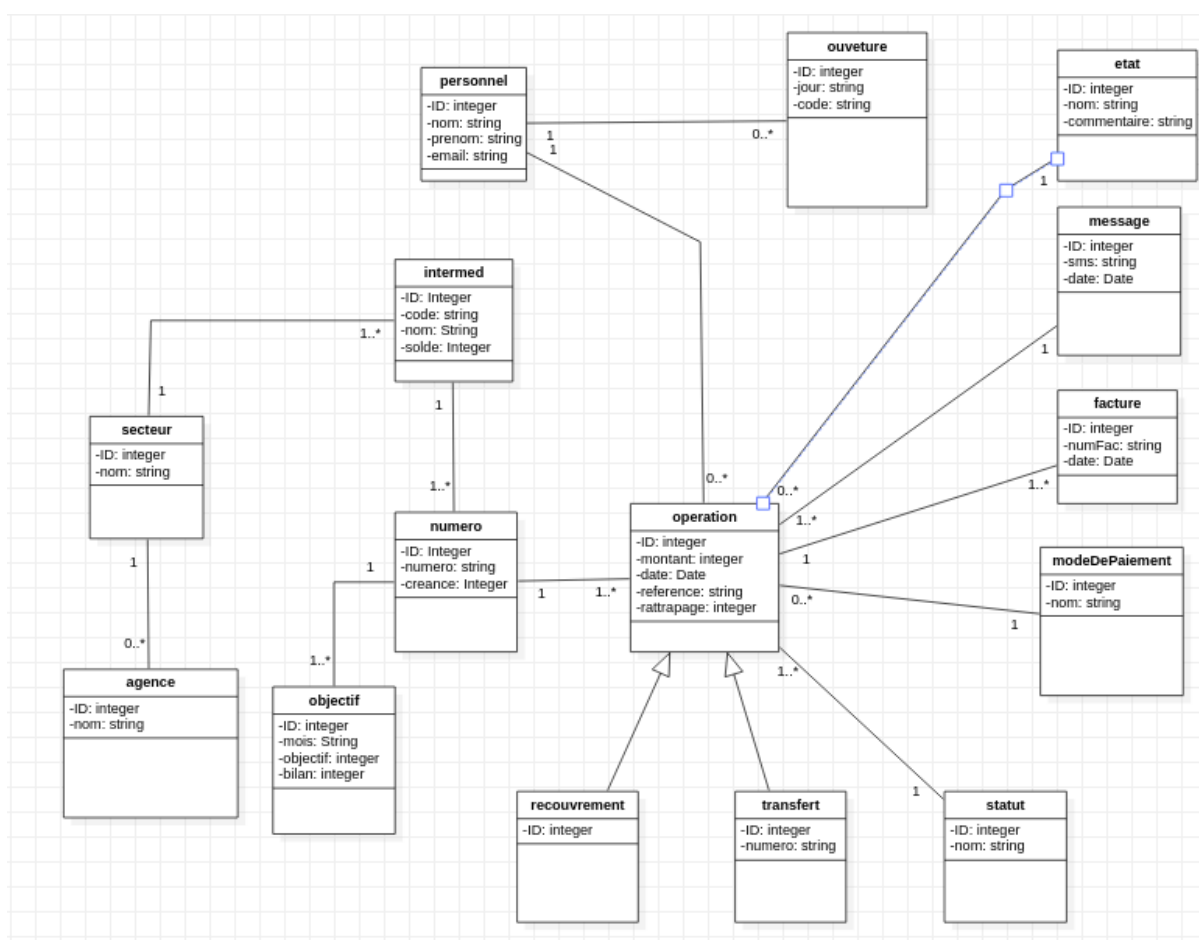 personnel
-ID: integer
-nom: string
-prenom: string
-email: string
1
1
0..*
ouveture
-ID: integer
-jour: string
-code: string
etat
-ID: integer
-nom: string
-commentaire: string
1
message
-ID: integer
-sms: string
-date: Date
1
intermed
-ID: Integer
-code: string
-nom: String
-solde: Integer
1..*
1
1
1..*
secteur
-ID: integer
-nom: string
1
0..*
agence
-ID: integer
-nom: string
numero
-ID: Integer
-numero: string
-creance: Integer
1
1..*
objectif
-ID: integer
-mois: String
-objectif: integer
-bilan: integer
1
1..*
0..*
0..*
operation
-ID: integer
-montant: integer
-date: Date
-reference: string
-rattrapage: integer
1..*
1
0..*
1..*
facture
-ID: integer
-numFac: string
-date: Date
1..*
modeDePaiement
-ID: integer
-nom: string
1
recouvrement
-ID: integer
transfert
-ID: integer
-numero: string
1
statut
-ID: integer
-nom: string